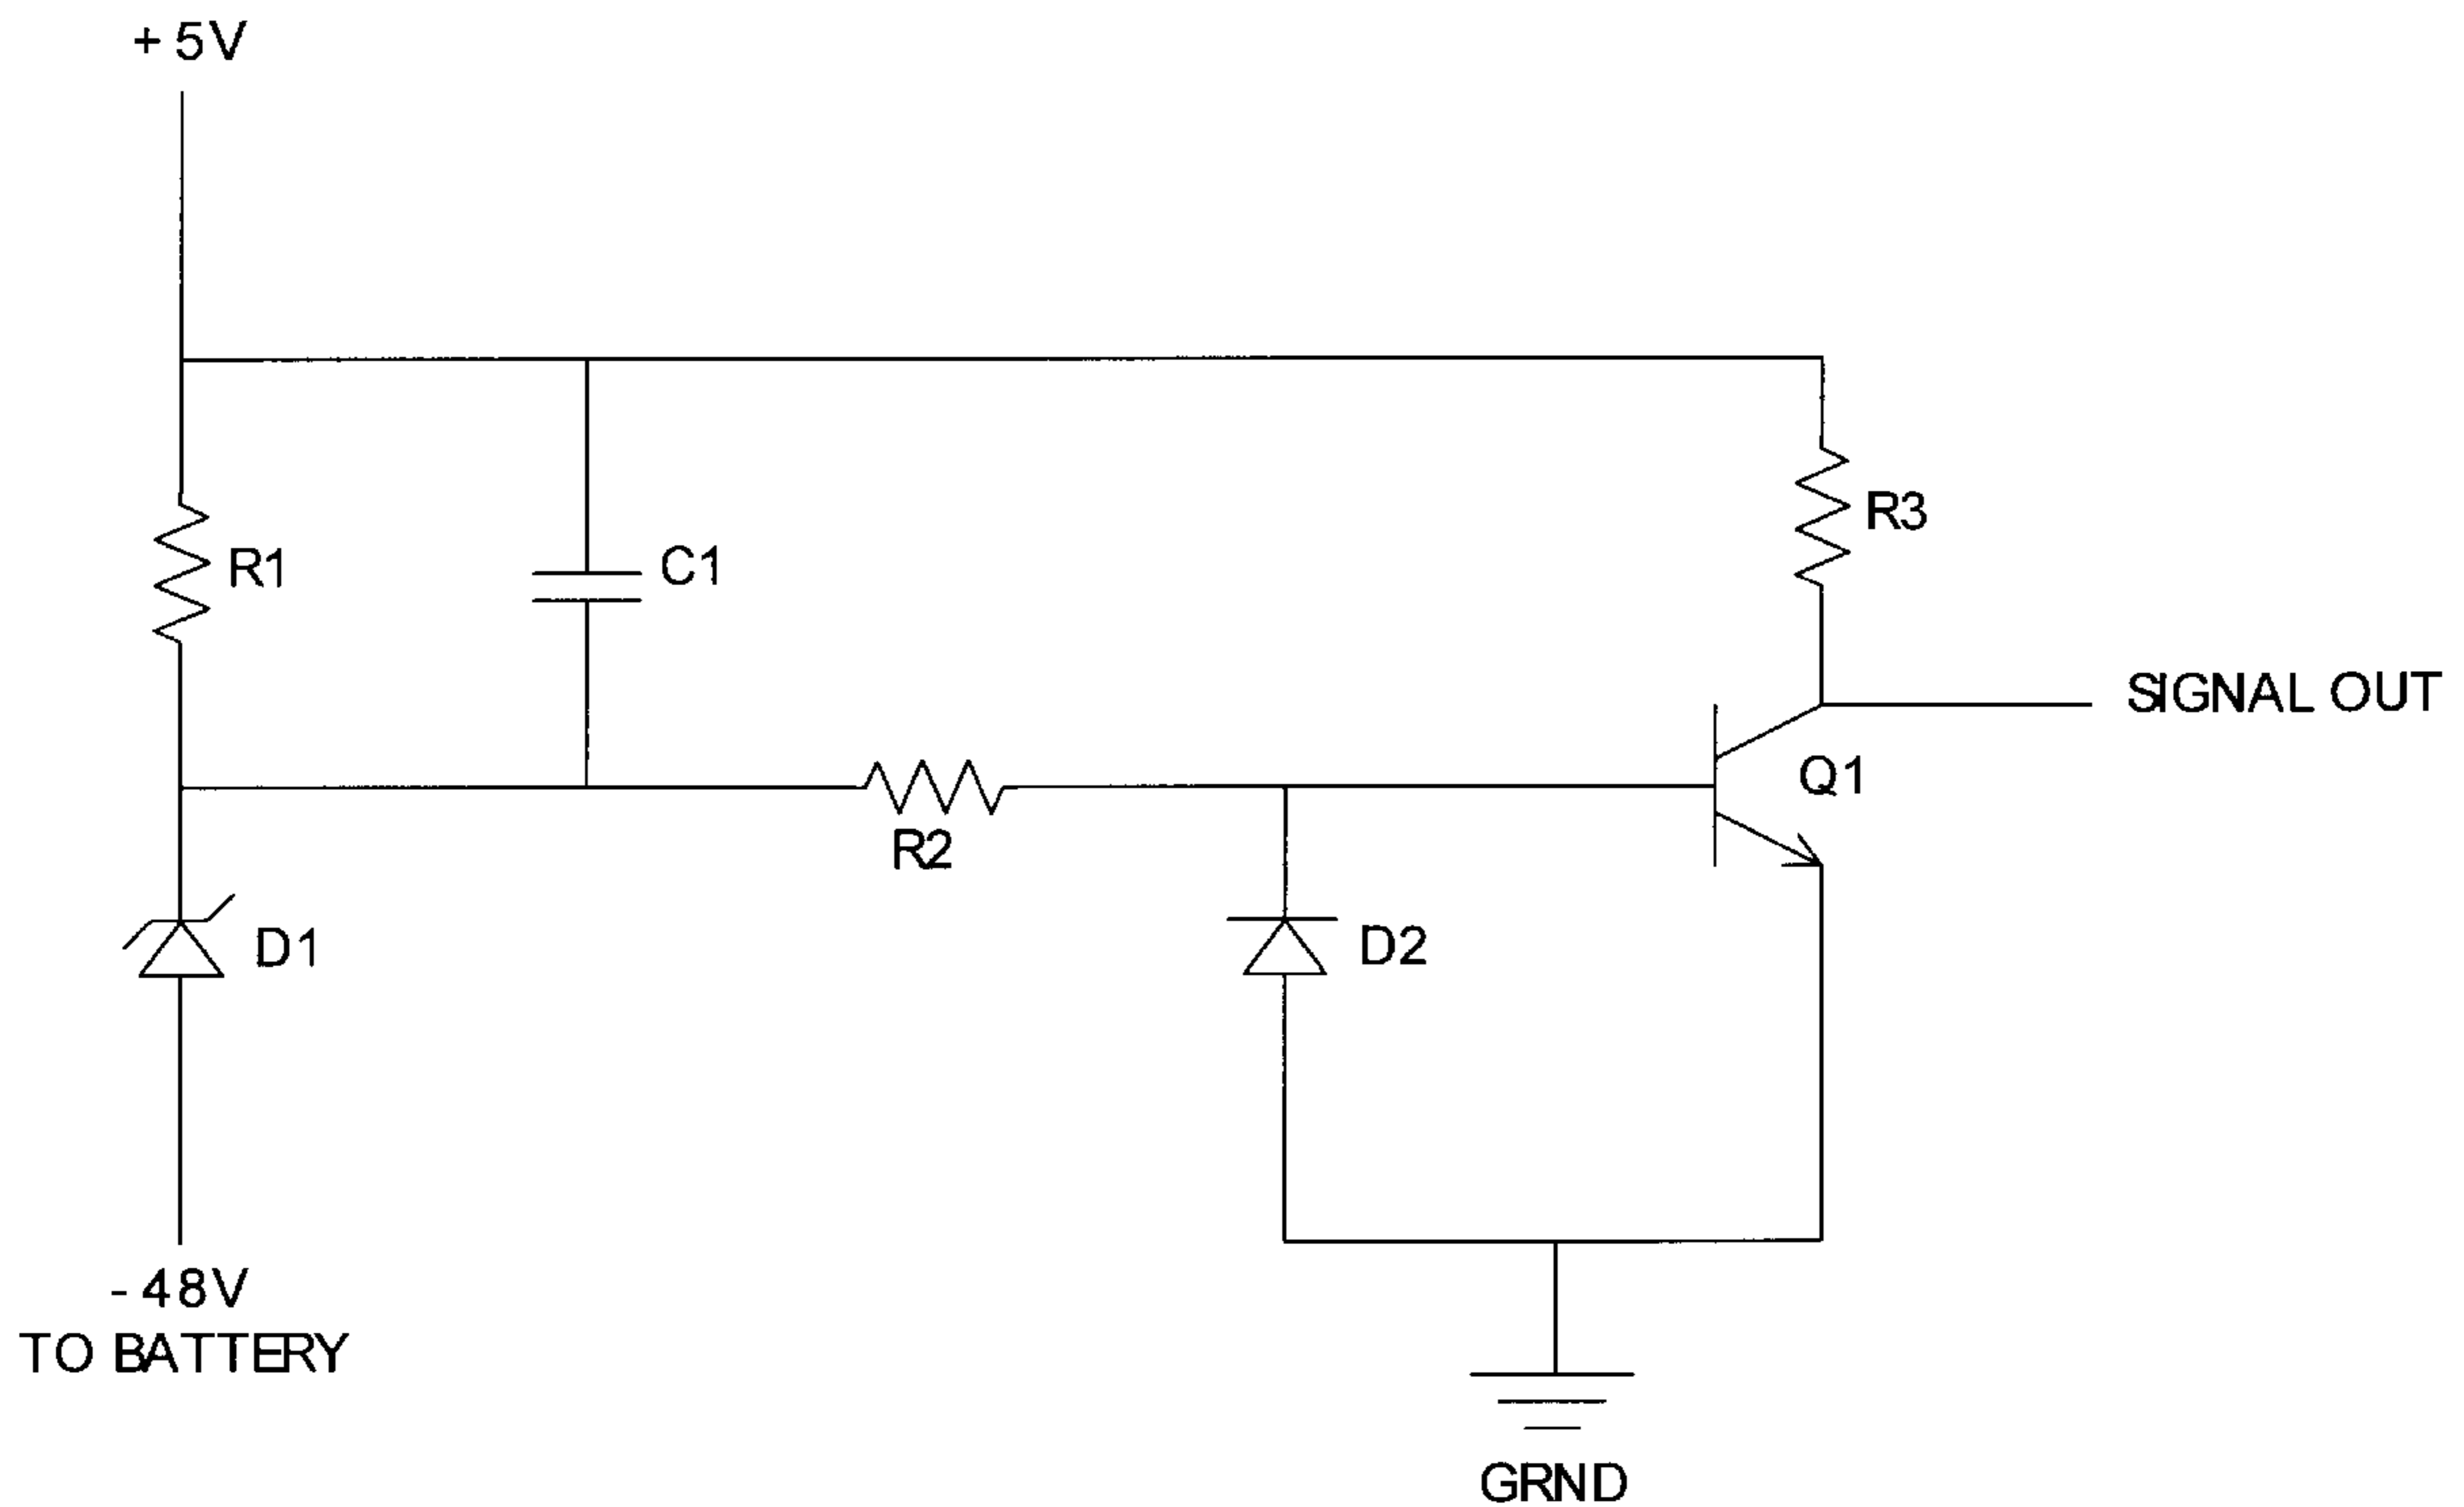 +5V
R1
C1
R3
SIGNAL OUT
Q1
R2
D1
D2
-48V
TO BATTERY
GRND